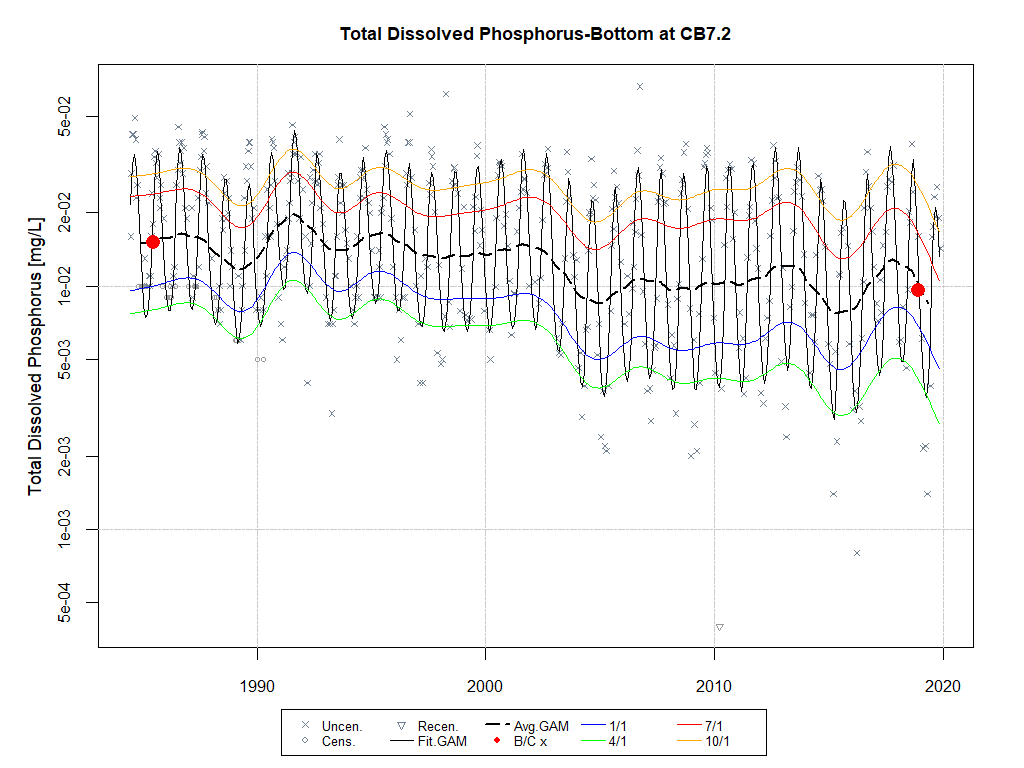 Total Dissolved Phosphorus-Bottom at CB7.2
Total Dissolved Phosphorus [mg/L]
5e-02
2e-02
1e-02
5e-03
2e-03
1e-03
5e-04
1990 2000 2010 2020
Uncen. Recen. Avg.GAM 1/1 7/1
Cens. Fit.GAM B/C x 4/1 10/1